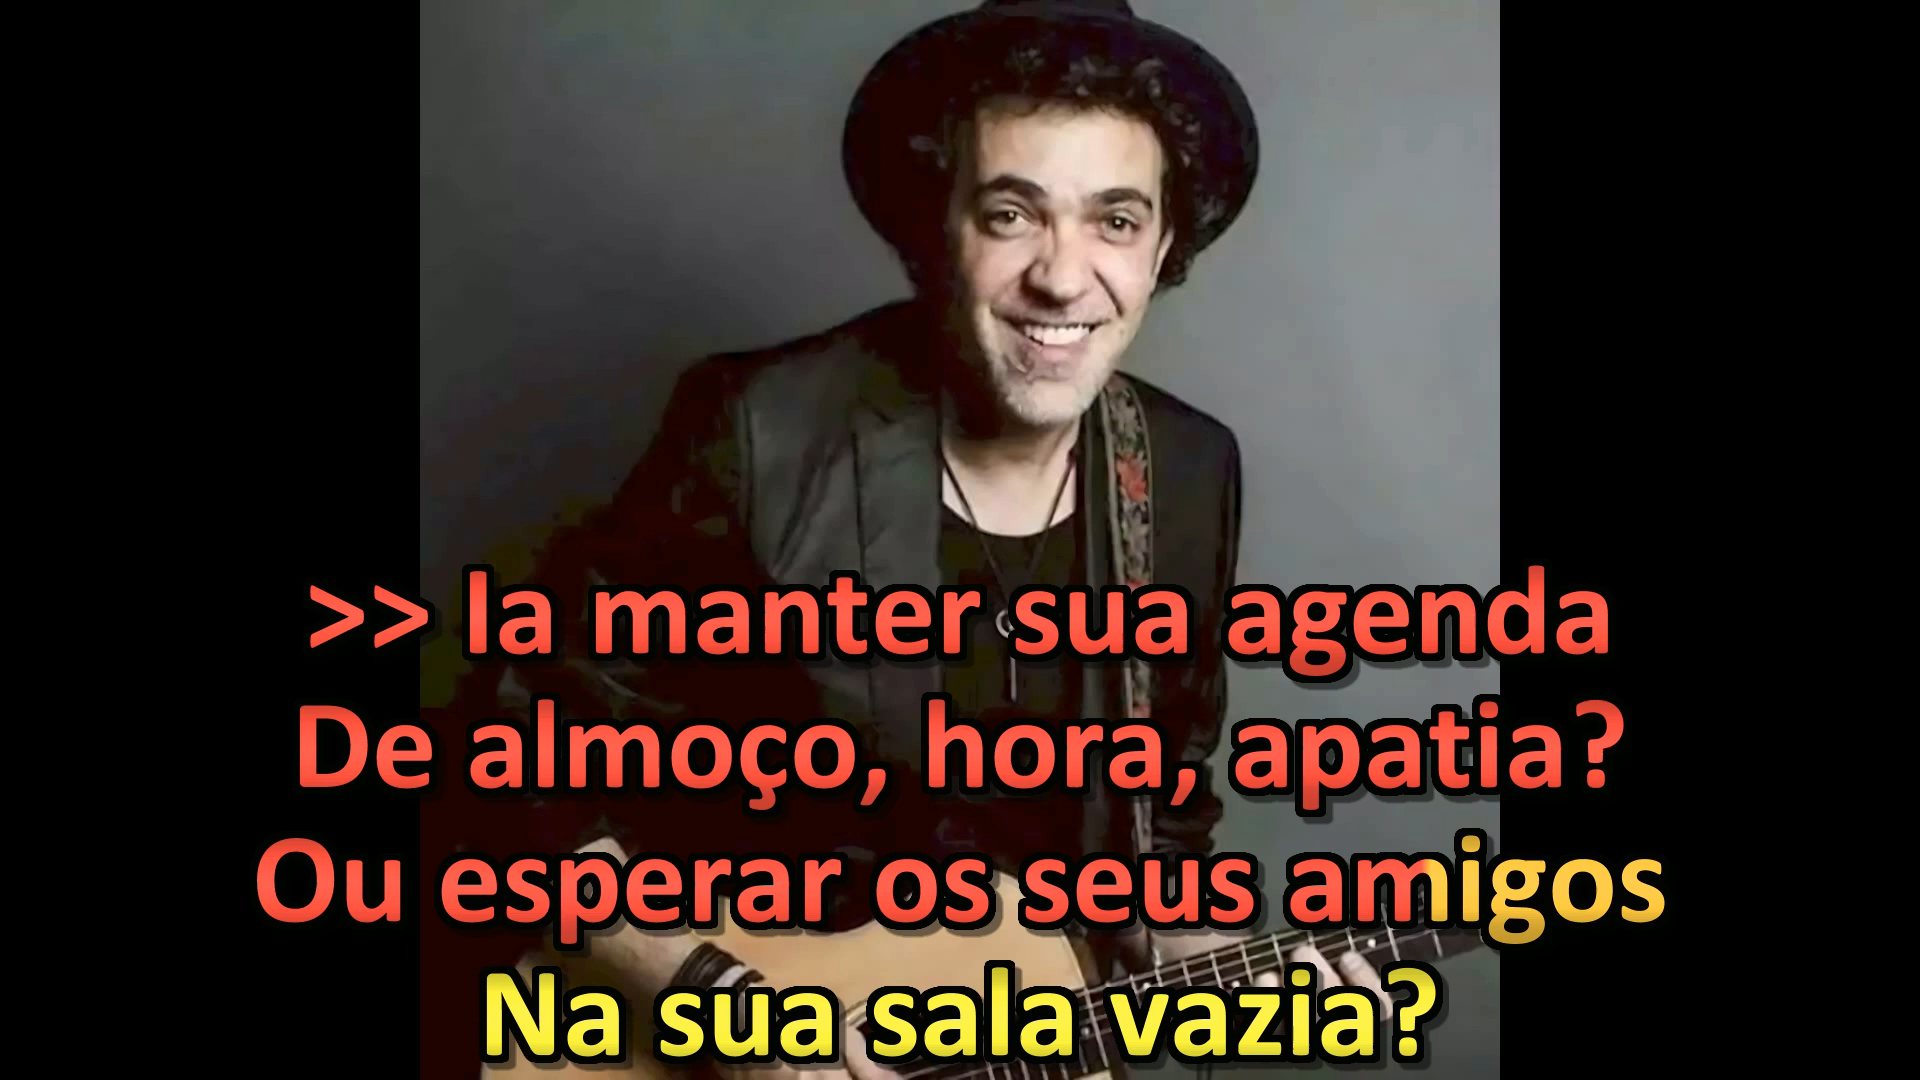 >> Ia manter sua agenda
De almoço, hora, apatia?
Ou esperar os seus amigos
Na sua sala vazia?